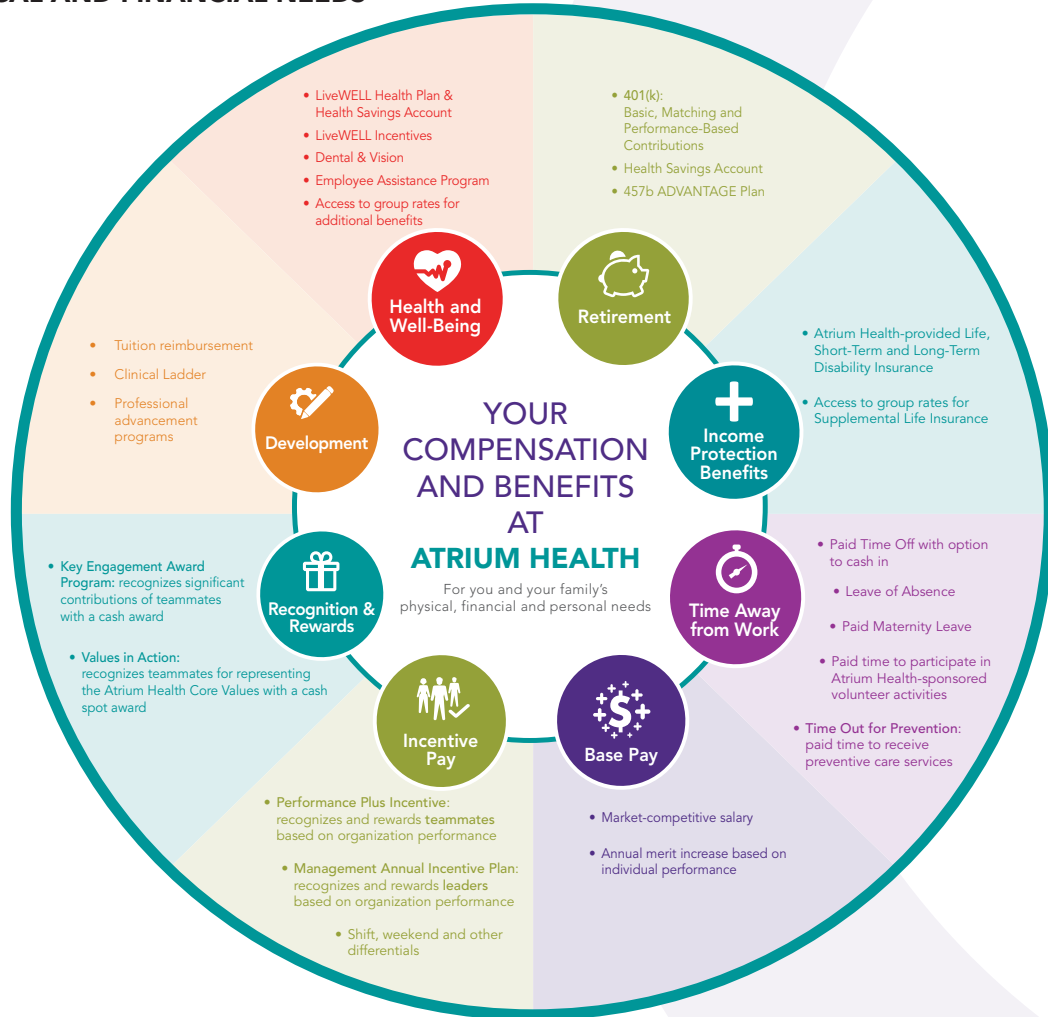 CAL AND FINANCIAL NEEDS
• LiveWELL Health Plan &
Health Savings Account
• LiveWELL Incentives
• Dental & Vision
• Employee Assistance Program
• Access to group rates for
additional benefits
• 401(k):
Basic, Matching and
Performance-Based
Contributions
• Health Savings Account
• 457b ADVANTAGE Plan
Health and
Well-Being
Retirement
• Tuition reimbursement
• Clinical Ladder
• Professional
advancement
programs
Development
• Atrium Health-provided Life,
Short-Term and Long-Term
Disability Insurance
• Access to group rates for
Supplemental Life Insurance
Income
Protection
Benefits
YOUR
COMPENSATION
AND BENEFITS
AT
ATRIUM HEALTH
For you and your family's
physical, financial and personal needs
• Key Engagement Award
Program: recognizes significant
contributions of teammates
with a cash award
• Values in Action:
recognizes teammates for representing
the Atrium Health Core Values with a cash
spot award
Recognition &
Rewards
Time Away
from Work
• Paid Time Off with option
to cash in
• Leave of Absence
• Paid Maternity Leave
• Paid time to participate in
Atrium Health-sponsored
volunteer activities
• Time Out for Prevention:
paid time to receive
preventive care services
Incentive
Pay
Base Pay
• Performance Plus Incentive:
recognizes and rewards teammates
based on organization performance
• Management Annual Incentive Plan:
recognizes and rewards leaders
based on organization performance
• Shift, weekend and other
differentials
• Market-competitive salary
• Annual merit increase based on
individual performance